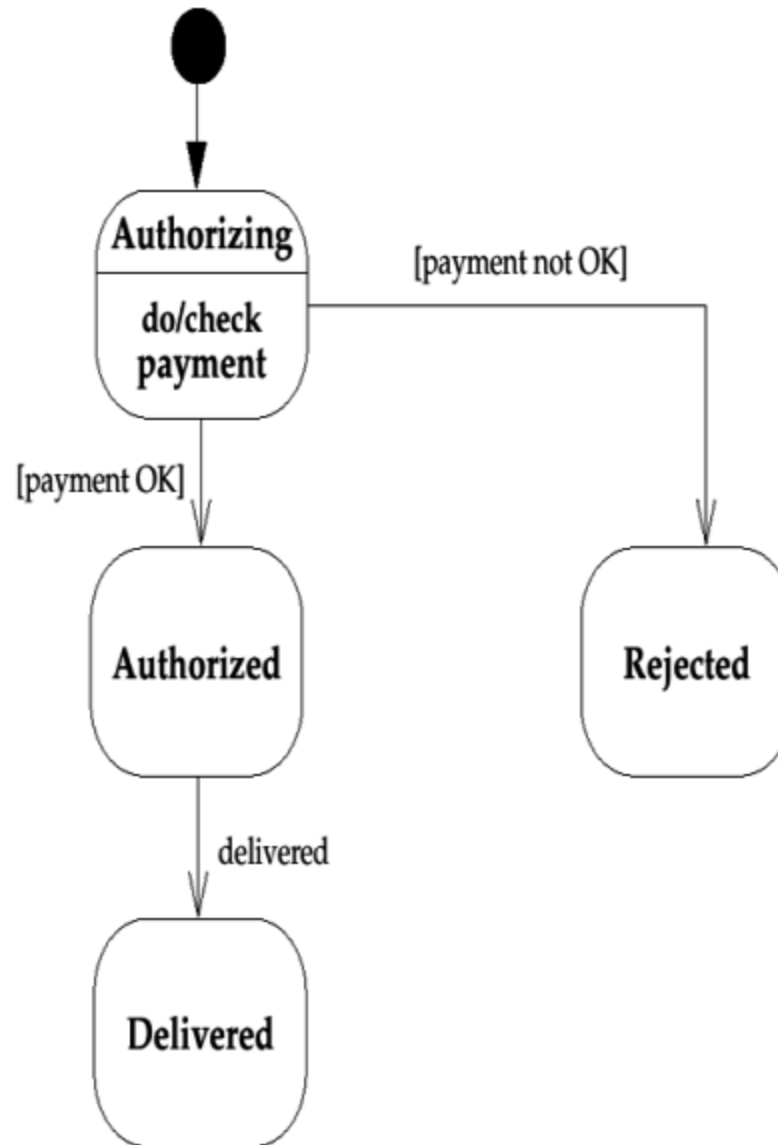 Authorizing
[payment not OK]
do/check
payment
[payment OK]
Authorized
Rejected
delivered
Delivered